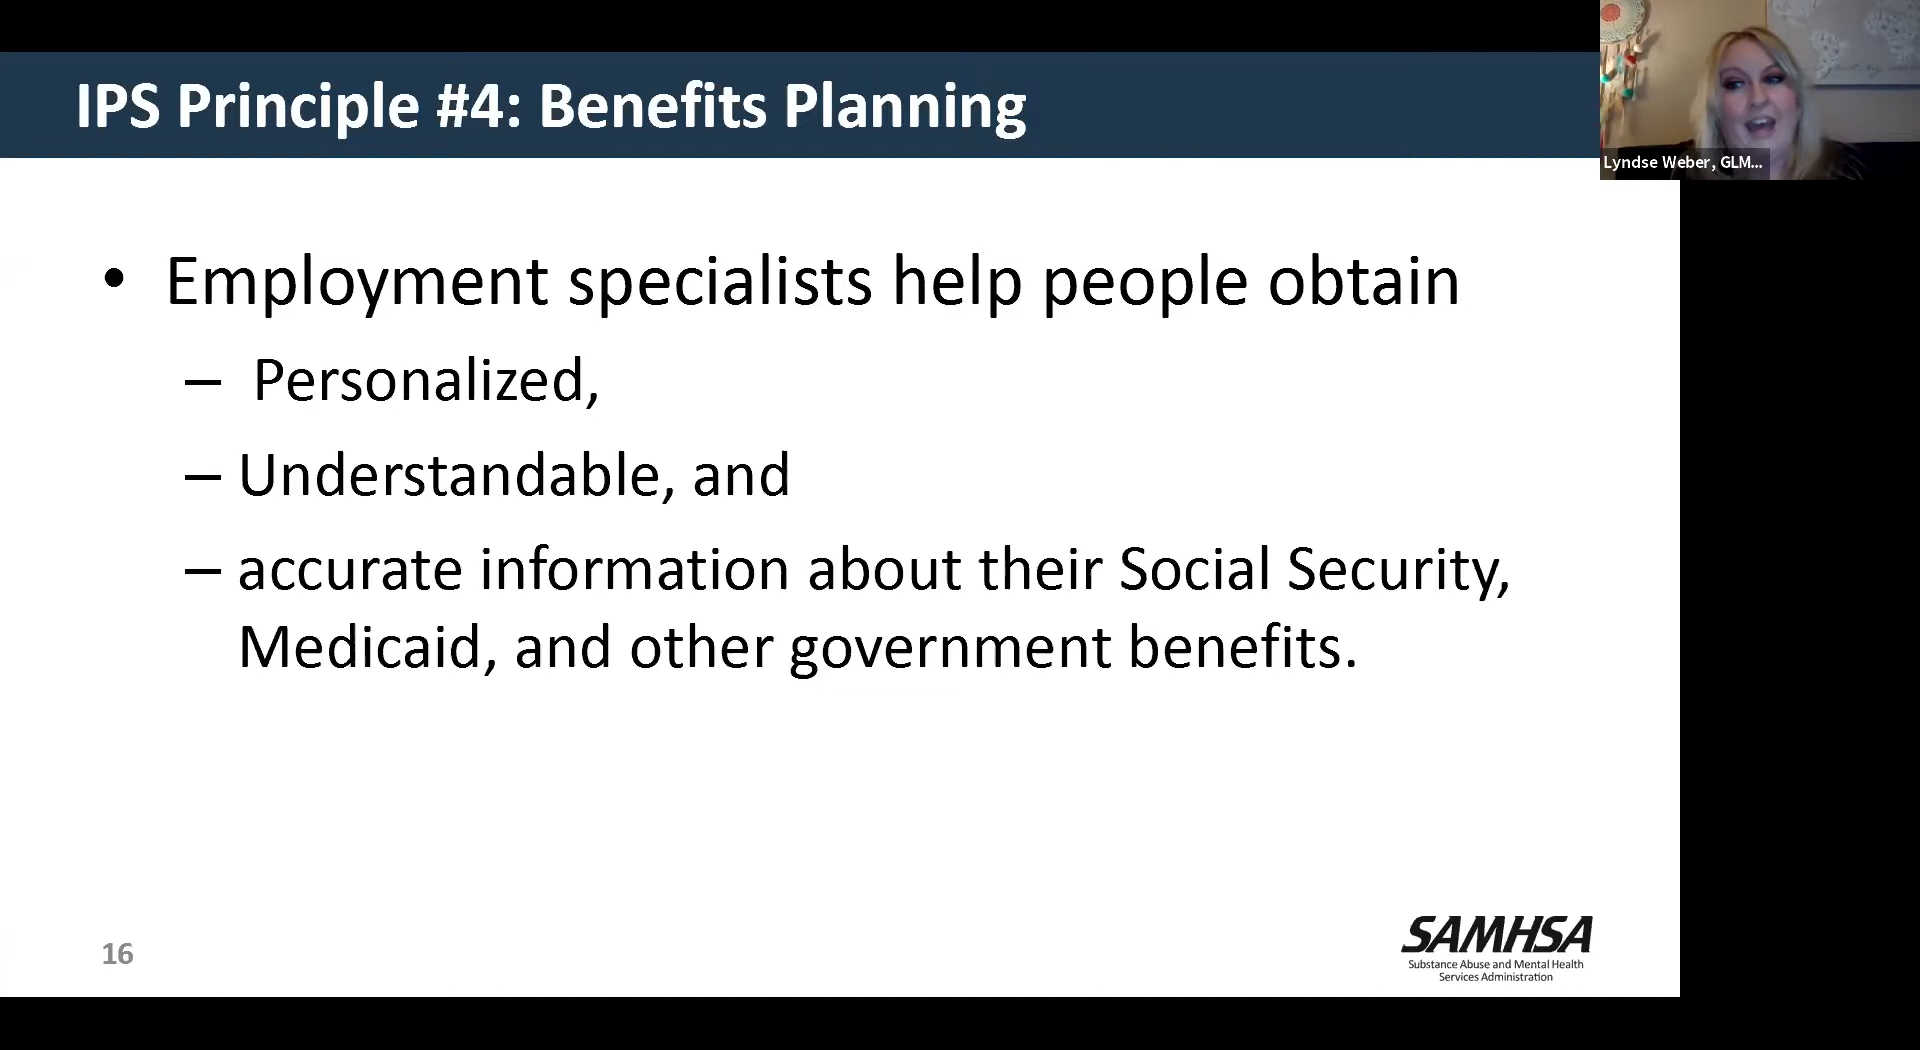 IPS Principle #4: Benefits Planning
Lyndse Weber, GLM...
• Employment specialists help people obtain
– Personalized,
– Understandable, and
– accurate information about their Social Security,
Medicaid, and other government benefits.
16
SAMHSA
Substance Abuse and Mental Health
Services Administration